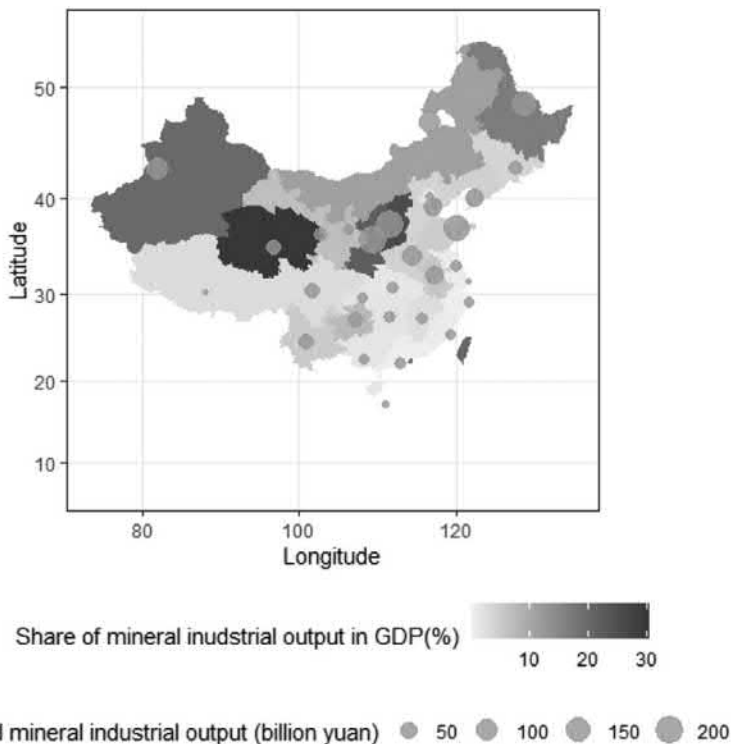 50
40
30
20
10
Latitude
80 100 120
Longitude
Share of mineral inudstrial output in GDP(%)
10 20 30
mineral industrial output (billion yuan) 50 100 150 200